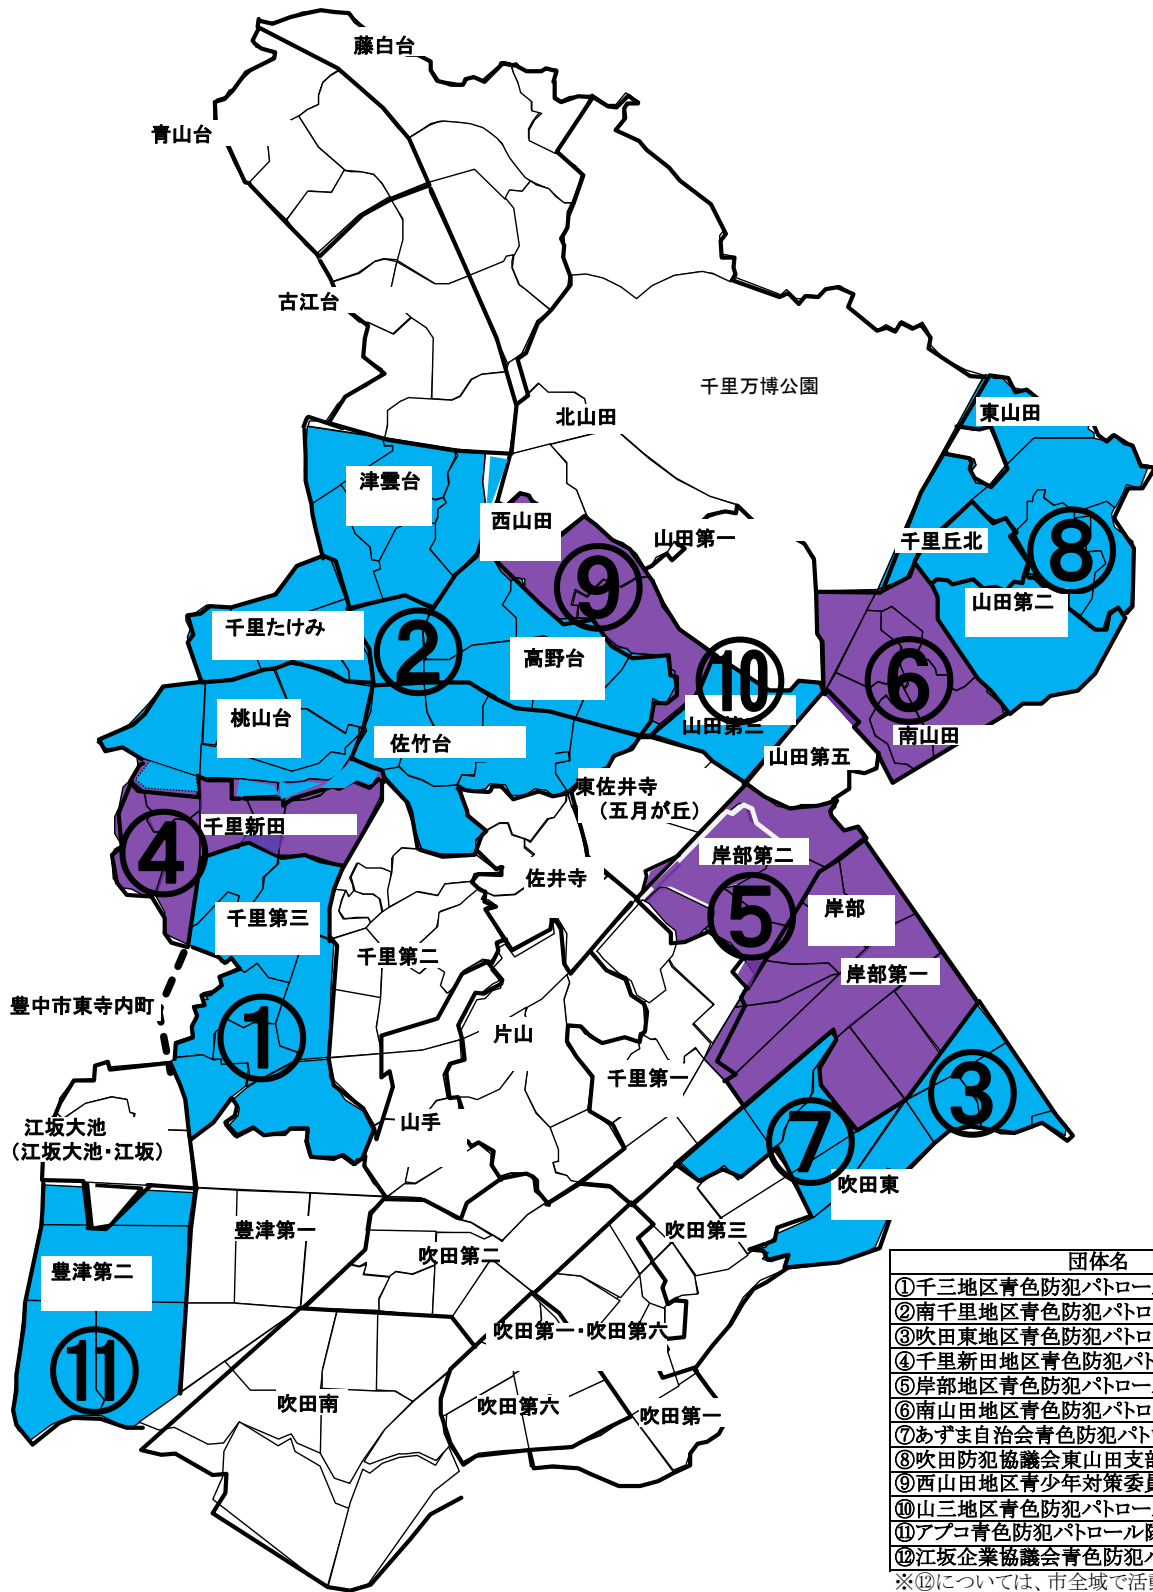 藤白台
青山台
古江台
千里万博公園
北山田
東山田
津雲台
西山田
山田第一
千里丘北
⑧
⑨
山田第二
千里たけみ
②
高野台
⑩
⑥
桃山台
佐竹台
山田第三
南山田
山田第五
東佐井寺
(五月が丘)
千里新田
④
岸部第二
佐井寺
⑤
岸部
千里第三
千里第二
岸部第一
豊中市東寺内町
①
片山
千里第一
③
江坂大池
(江坂大池・江坂)
山手
⑦
吹田東
豊津第一
吹田第三
吹田第二
豊津第二
⑪
吹田第一・吹田第六
吹田南
吹田第六
吹田第一
団体名
①千三地区青色防犯パトロー
②南千里地区青色防犯パトロ
③吹田東地区青色防犯パトロ
④千里新田地区青色防犯パト
⑤岸部地区青色防犯パトロー
⑥南山田地区青色防犯パトロ
⑦あずま自治会青色防犯パト
⑧吹田防犯協議会東山田支部
⑨西山田地区青少年対策委員
⑩山三地区青色防犯パトロー
⑪アプコ青色防犯パトロール隊
⑫江坂企業協議会青色防犯パ
※⑫については、市全域で活動